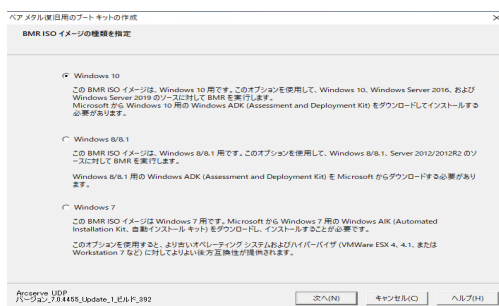 ベア メタル復旧用のブート キットの作成
BMR ISO イメージの種類を指定
Windows 10
この BMR ISO イメージは、Windows 10 用です。このオプションを使用して、Windows 10、Windows Server 2016、および
Windows Server 2019 のソースに対して BMR を実行します。
Microsoft から Windows 10 用の Windows ADK (Assessment and Deployment Kit) をダウンロードしてインストールする
必要があります。
Windows 8/8.1
この BMR ISO イメージは、Windows 8/8.1 用です。このオプションを使用して、Windows 8/8.1、Server 2012/2012R2 のソ
ースに対して BMR を実行します。
Windows 8/8.1 用の Windows ADK (Assessment and Deployment Kit) を Microsoft からダウンロードする必要があり
ます。
Windows 7
この BMR ISO イメージは Windows 7 用です。Microsoft から Windows 7 用の Windows AIK (Automated
Installation Kit、自動インストール キット) をダウンロードし、インストールすることが必要です。
このオプションを使用すると、より古いオペレーティング システムおよびハイパーバイザ (VMWare ESX 4、4.1、または
Workstation 7 など) に対してよりよい後方互換性が提供されます。
Arcserve UDP
バージョン_7.0.4455_Update_1_ビルド_392
次へ(N)
キャンセル(C)
ヘルプ(H)